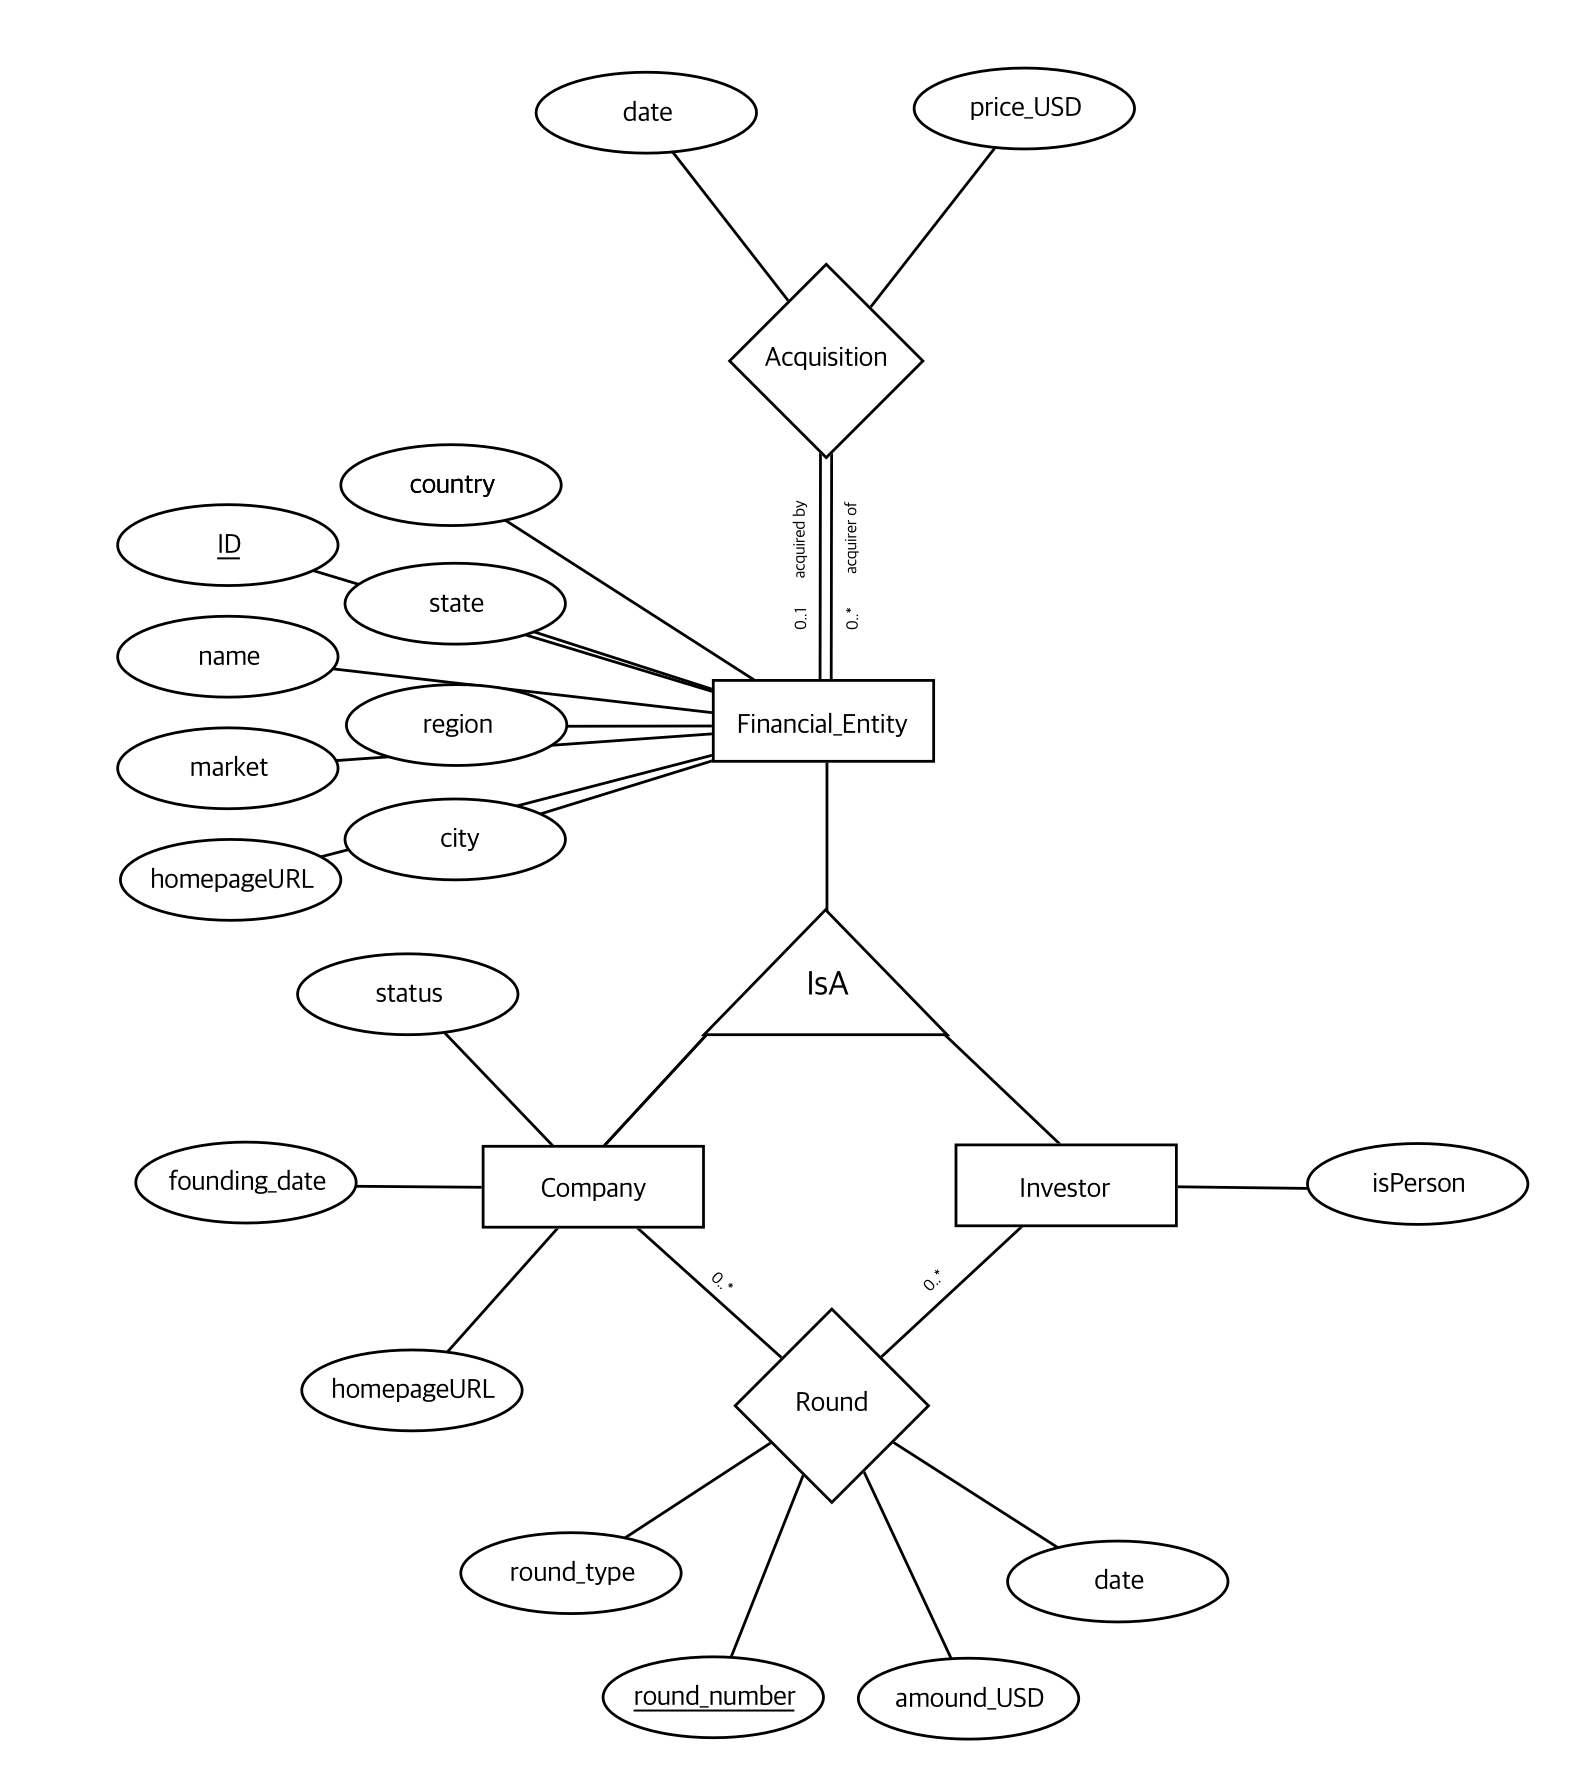 date
price_USD
Acquisition
country
ID
acquired by
acquirer of
state
0..1
0..*
name
region
Financial_Entity
market
city
homepageURL
IsA
status
founding_date
Company
Investor
isPerson
0..*
0..*
homepageURL
Round
round_type
date
round_number
amound_USD